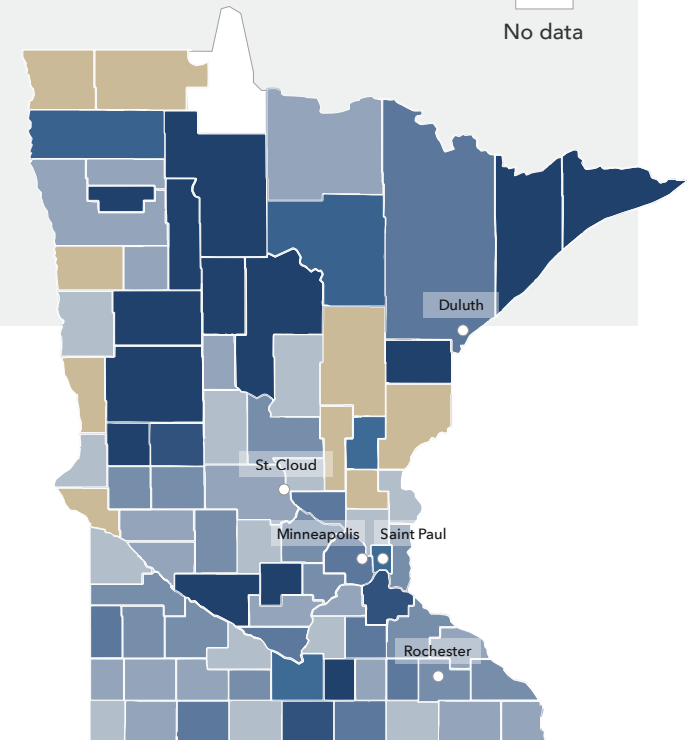 No data
Duluth
St. Cloud
Minneapolis
Saint Paul
Rochester